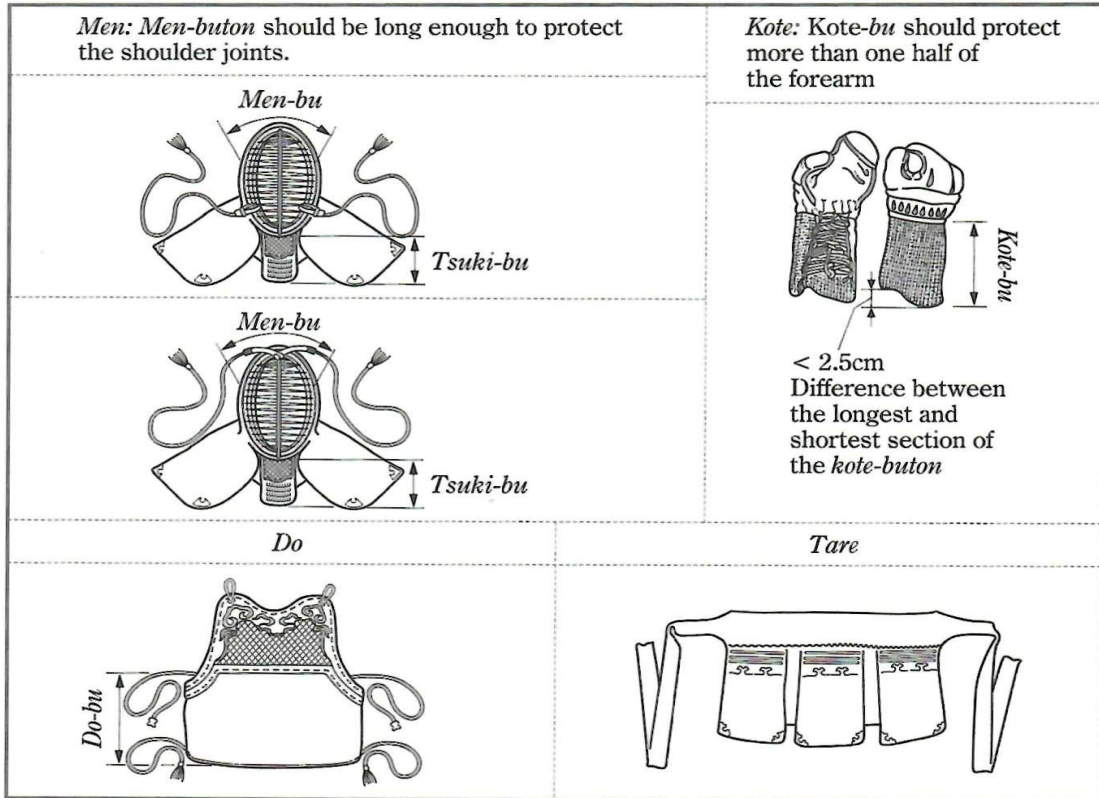 Men: Men-buton should be long enough to protect
the shoulder joints.
Men-bu
Tsuki-bu
Men-bu
Tsuki-bu
Kote: Kote-bu should protect
more than one half of
the forearm
Kote-bu
< 2.5cm
Difference between
the longest and
shortest section of
the kote-buton
Do
Do-bu
Tare